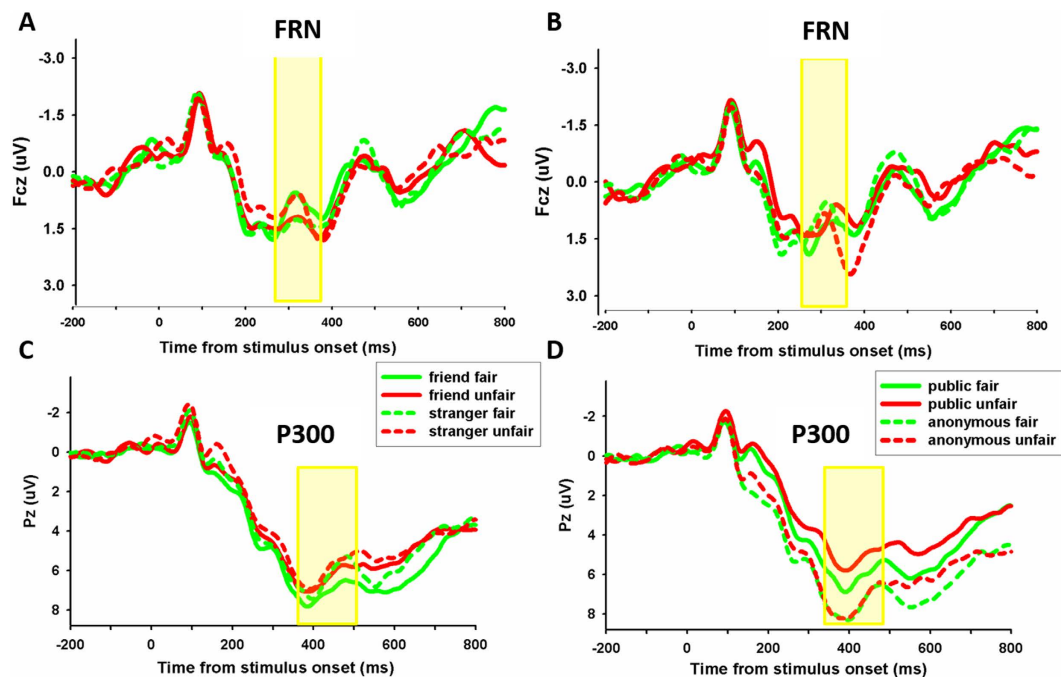 A
FRN
-3.0
-1.5
0.0
1.5
3.0
Fcz (uV)
-200 0 200 400 600 800
Time from stimulus onset (ms)
B
FRN
-3.0
-1.5
0.0
1.5
3.0
Fcz (uV)
-200 0 200 400 600 800
Time from stimulus onset (ms)
C
friend fair
friend unfair
stranger fair
stranger unfair
P300
-2
0
2
4
6
8
Pz (uV)
-200 0 200 400 600 800
Time from stimulus onset (ms)
D
public fair
public unfair
anonymous fair
anonymous unfair
P300
-2
0
2
4
6
8
Pz (uV)
-200 0 200 400 600 800
Time from stimulus onset (ms)